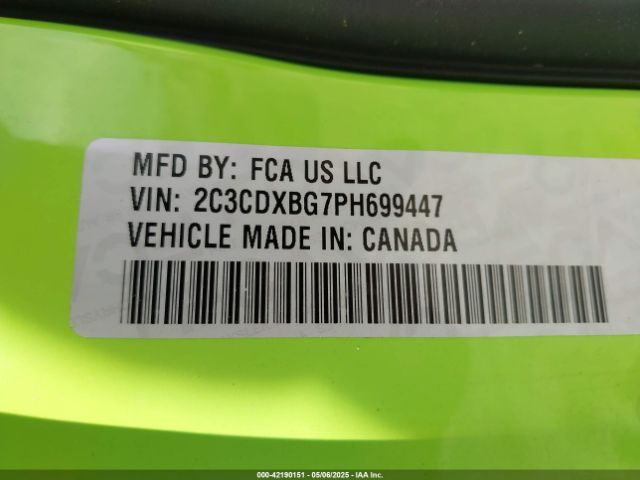 MFD BY: FCA US LLC
VIN: 2C3CDXBG7PH699447
VEHICLE MADE IN: CANADA
000-42190151 - 05/06/2025 - IAA Inc.